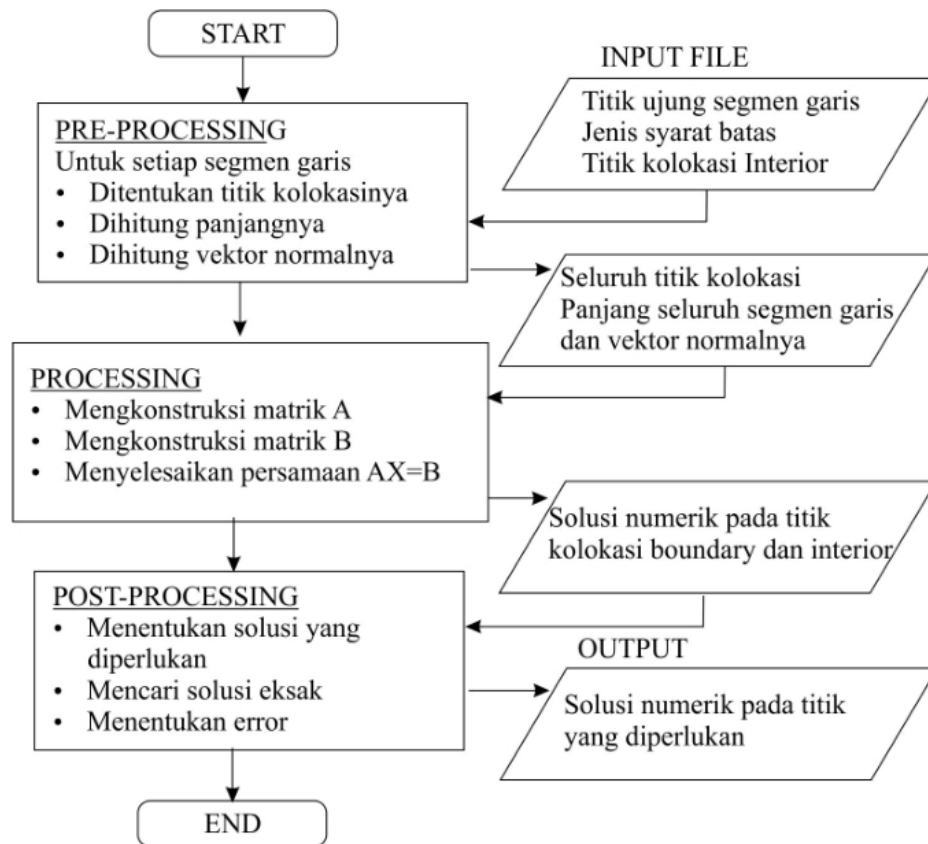 START
INPUT FILE
Titik ujung segmen garis
Jenis syarat batas
Titik kolokasi Interior
PRE-PROCESSING
Untuk setiap segmen garis
• Ditentukan titik kolokasinya
• Dihitung panjangnya
• Dihitung vektor normalnya
Seluruh titik kolokasi
Panjang seluruh segmen garis
dan vektor normalnya
PROCESSING
• Mengkonstruksi matrik A
• Mengkonstruksi matrik B
• Menyelesaikan persamaan AX=B
Solusi numerik pada titik
kolokasi boundary dan interior
POST-PROCESSING
• Menentukan solusi yang
diperlukan
• Mencari solusi eksak
• Menentukan error
OUTPUT
Solusi numerik pada titik
yang diperlukan
END